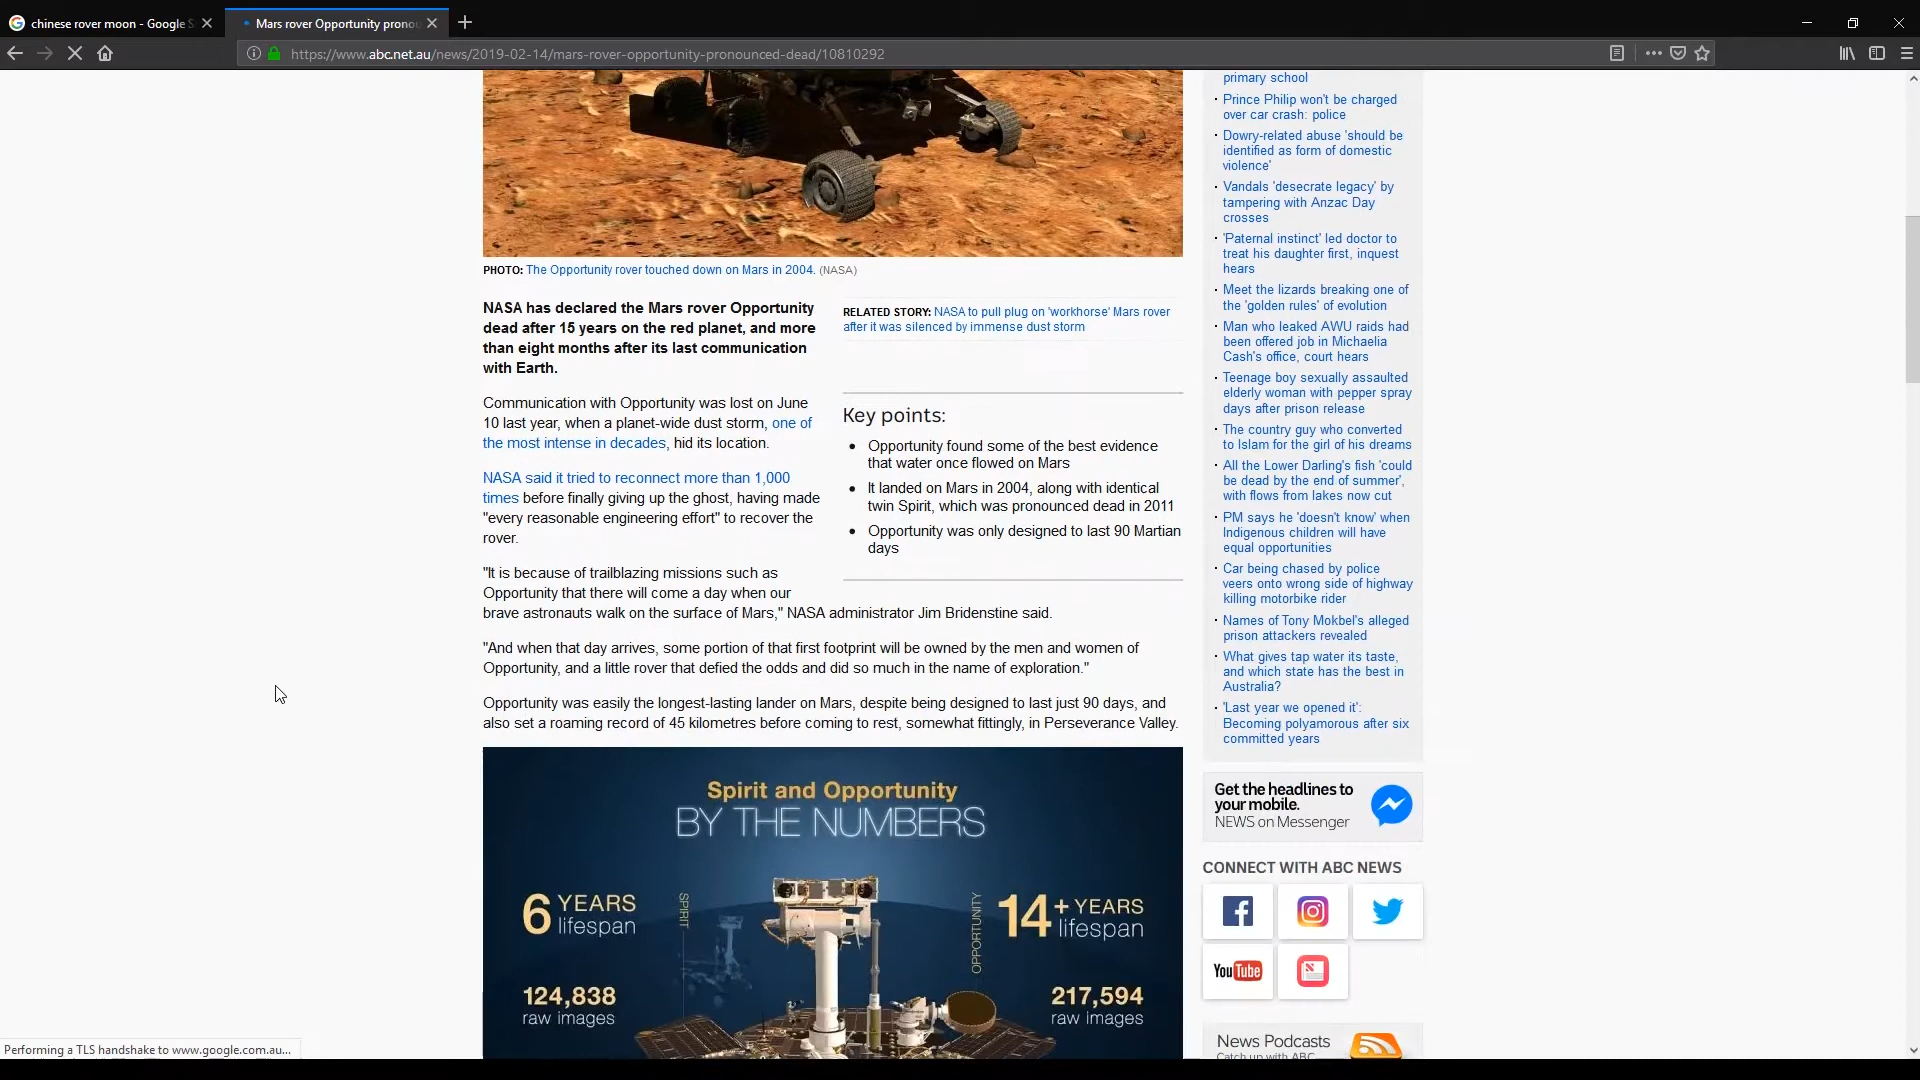 chinese rover moon - Google S
Mars rover Opportunity pronou
https://www.abc.net.au/news/2019-02-14/mars-rover-opportunity-pronounced-dead/10810292
PHOTO: The Opportunity rover touched down on Mars in 2004. (NASA)
NASA has declared the Mars rover Opportunity
dead after 15 years on the red planet, and more
than eight months after its last communication
with Earth.
RELATED STORY: NASA to pull plug on 'workhorse' Mars rover
after it was silenced by immense dust storm
Communication with Opportunity was lost on June
10 last year, when a planet-wide dust storm, one of
the most intense in decades, hid its location.
NASA said it tried to reconnect more than 1,000
times before finally giving up the ghost, having made
"every reasonable engineering effort" to recover the
rover.
Key points:
• Opportunity found some of the best evidence
that water once flowed on Mars
• It landed on Mars in 2004, along with identical
twin Spirit, which was pronounced dead in 2011
• Opportunity was only designed to last 90 Martian
days
"It is because of trailblazing missions such as
Opportunity that there will come a day when our
brave astronauts walk on the surface of Mars," NASA administrator Jim Bridenstine said.
"And when that day arrives, some portion of that first footprint will be owned by the men and women of
Opportunity, and a little rover that defied the odds and did so much in the name of exploration."
Opportunity was easily the longest-lasting lander on Mars, despite being designed to last just 90 days, and
also set a roaming record of 45 kilometres before coming to rest, somewhat fittingly, in Perseverance Valley.
Spirit and Opportunity
BY THE NUMBERS
6 YEARS
lifespan
SPIRIT
OPPORTUNITY
14+ YEARS
lifespan
124,838
raw images
217,594
raw images
primary school
· Prince Philip won't be charged
over car crash: police
· Dowry-related abuse 'should be
identified as form of domestic
violence'
· Vandals 'desecrate legacy' by
tampering with Anzac Day
crosses
· 'Paternal instinct' led doctor to
treat his daughter first, inquest
hears
· Meet the lizards breaking one of
the 'golden rules' of evolution
· Man who leaked AWU raids had
been offered job in Michaelia
Cash's office, court hears
· Teenage boy sexually assaulted
elderly woman with pepper spray
days after prison release
· The country guy who converted
to Islam for the girl of his dreams
· All the Lower Darling's fish 'could
be dead by the end of summer',
with flows from lakes now cut
· PM says he 'doesn't know' when
Indigenous children will have
equal opportunities
· Car being chased by police
veers onto wrong side of highway
killing motorbike rider
· Names of Tony Mokbel's alleged
prison attackers revealed
· What gives tap water its taste,
and which state has the best in
Australia?
· 'Last year we opened it':
Becoming polyamorous after six
committed years
Get the headlines to
your mobile.
NEWS on Messenger
CONNECT WITH ABC NEWS
YouTube
News Podcasts
Catch up with ABC
Performing a TLS handshake to www.google.com.au...